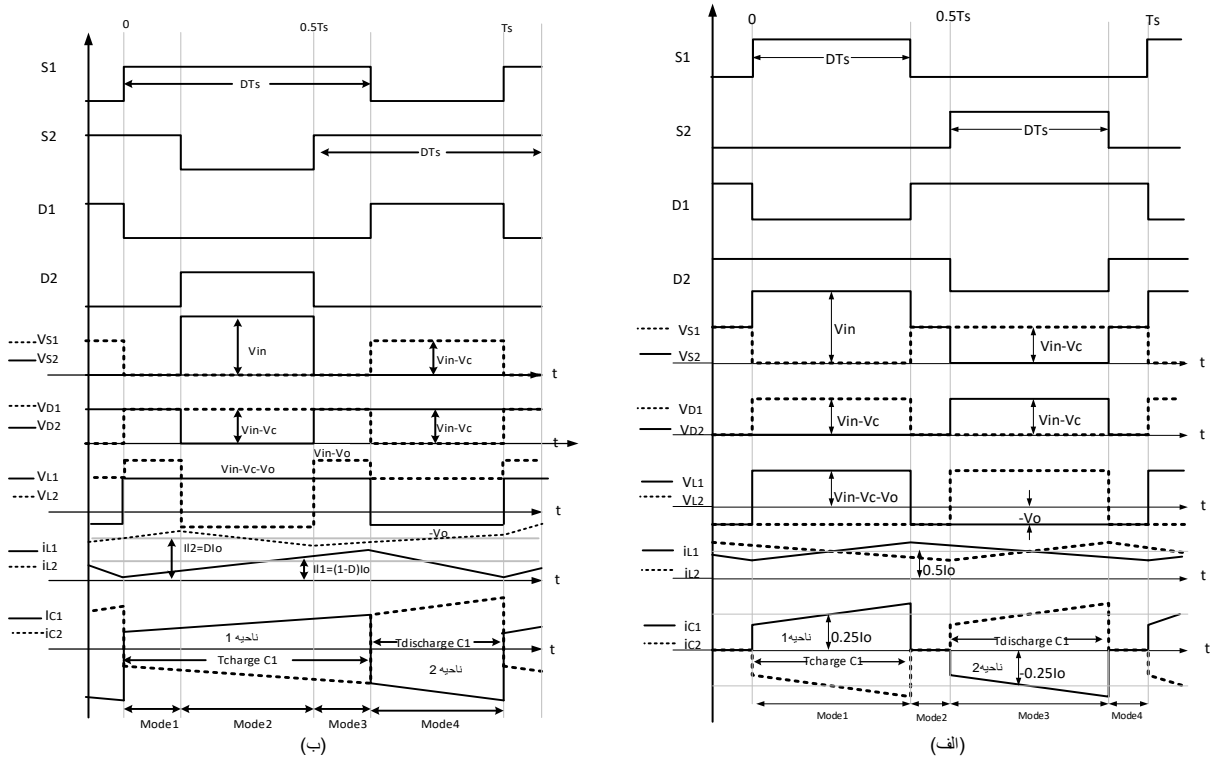 0 0.5Ts Ts
S1
DTs
S2
DTs
D1
D2
VS1
VS2
Vin
Vin-Vc
t
VD1
VD2
Vin-Vc
Vin-Vc
t
Vin-Vo
VL1
VL2
Vin-Vc-Vo
-Vo
iL1
iL2
Il2=DIo
Il1=(1-D)Io
t
iC1
iC2
ناحیه 1
Tcharge C1
Tdischarge C1
ناحیه 2
t
Mode1 Mode2 Mode3 Mode4
(ب)
0 0.5Ts Ts
S1
DTs
S2
DTs
D1
D2
VS1
VS2
Vin
Vin-Vc
t
VD1
VD2
Vin-Vc
Vin-Vc
t
VL1
VL2
Vin-Vc-Vo
-Vo
t
iL1
iL2
0.5Io
t
iC1
iC2
ناحیه 1
0.25Io
Tcharge C1
Tdischarge C1
ناحیه 2
-0.25Io
t
Mode1 Mode2 Mode3 Mode4
(الف)